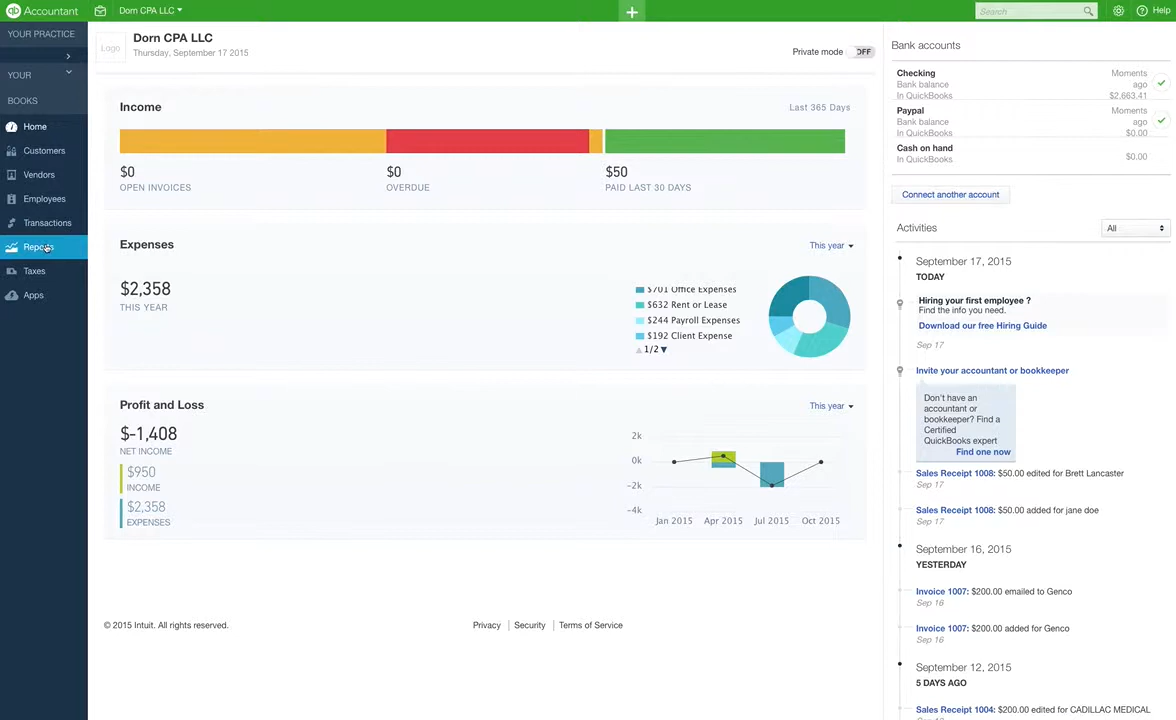 qb Accountant
Dorn CPA LLC
Search
Help
YOUR PRACTICE
YOUR
BOOKS
Home
Customers
Vendors
Employees
Transactions
Reports
Taxes
Apps
Logo
Dorn CPA LLC
Thursday, September 17 2015
Private mode OFF
Income
Last 365 Days
$0
OPEN INVOICES
$0
OVERDUE
$50
PAID LAST 30 DAYS
Expenses
This year
$2,358
THIS YEAR
$701 Office Expenses
$632 Rent or Lease
$244 Payroll Expenses
$192 Client Expense
1/2
Profit and Loss
This year
$-1,408
NET INCOME
$950
INCOME
$2,358
EXPENSES
2k
0k
-2k
-4k
Jan 2015 Apr 2015 Jul 2015 Oct 2015
© 2015 Intuit. All rights reserved.
Privacy Security Terms of Service
Bank accounts
Checking
Bank balance
In QuickBooks
Moments
ago
$2,663.41
Paypal
Bank balance
In QuickBooks
Moments
ago
$0.00
Cash on hand
In QuickBooks
$0.00
Connect another account
Activities
All
September 17, 2015
TODAY
Hiring your first employee ?
Find the info you need.
Download our free Hiring Guide
Sep 17
Invite your accountant or bookkeeper
Don't have an
accountant or
bookkeeper? Find a
Certified
QuickBooks expert
Find one now
Sales Receipt 1008: $50.00 edited for Brett Lancaster
Sep 17
Sales Receipt 1008: $50.00 added for jane doe
Sep 17
September 16, 2015
YESTERDAY
Invoice 1007: $200.00 emailed to Genco
Sep 16
Invoice 1007: $200.00 added for Genco
Sep 16
September 12, 2015
5 DAYS AGO
Sales Receipt 1004: $200.00 edited for CADILLAC MEDICAL